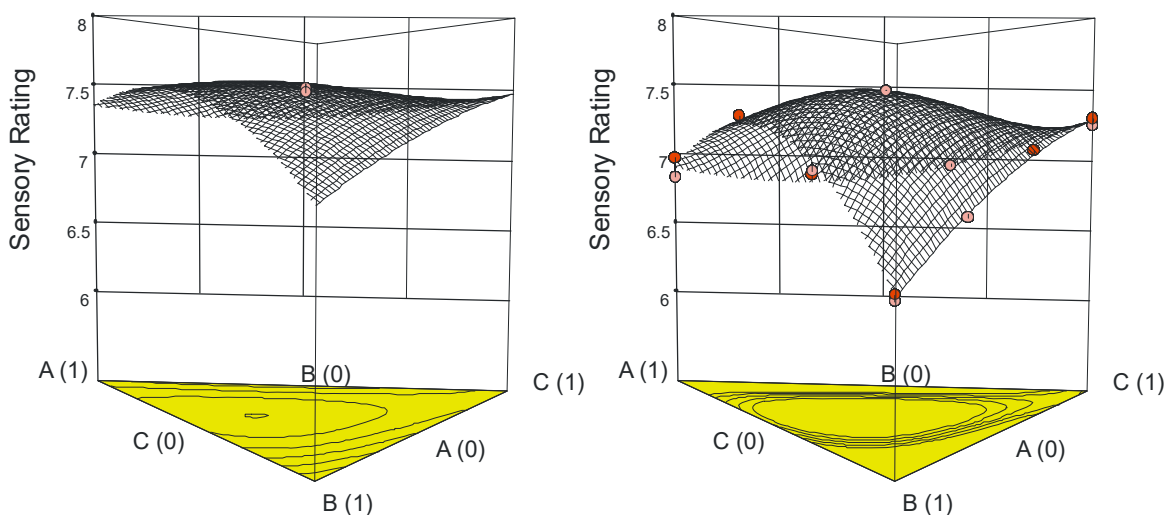 8
7.5
7
6.5
6
Sensory Rating
A (1)
B (0)
C (1)
C (0)
A (0)
B (1)
8
7.5
7
6.5
6
Sensory Rating
A (1)
B (0)
C (1)
C (0)
A (0)
B (1)